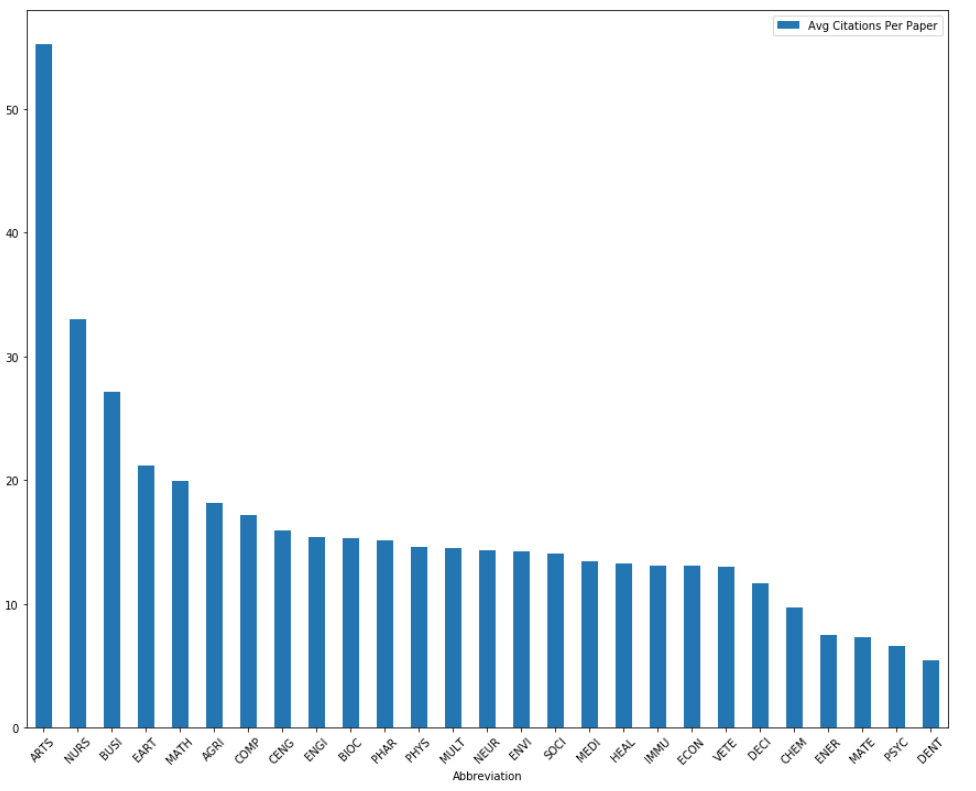 Avg Citations Per Paper
50
40
30
20
10
0
ARTS NURS BUSI EART MATH AGRI COMP CENG ENGI BIOC PHAR PHYS MULT NEUR ENVI SOCI MEDI HEAL IMMU ECON VETE DECI CHEM ENER MATE PSYC DENT
Abbreviation